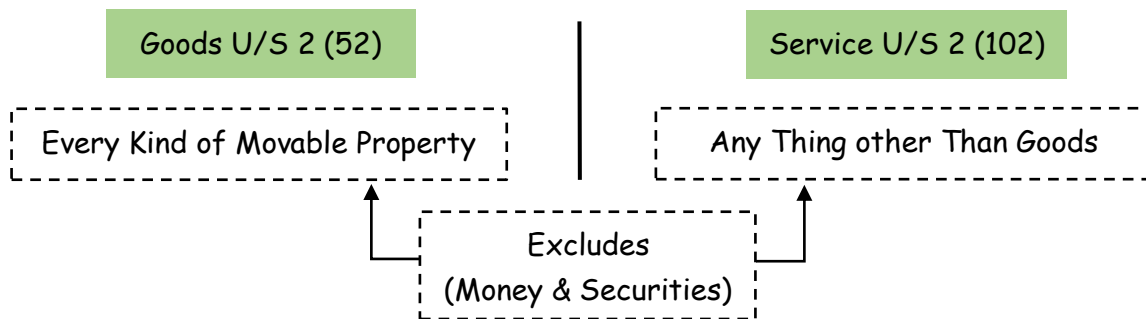 Goods U/S 2 (52)
Service U/S 2 (102)
Every Kind of Movable Property
Any Thing other Than Goods
Excludes
(Money & Securities)